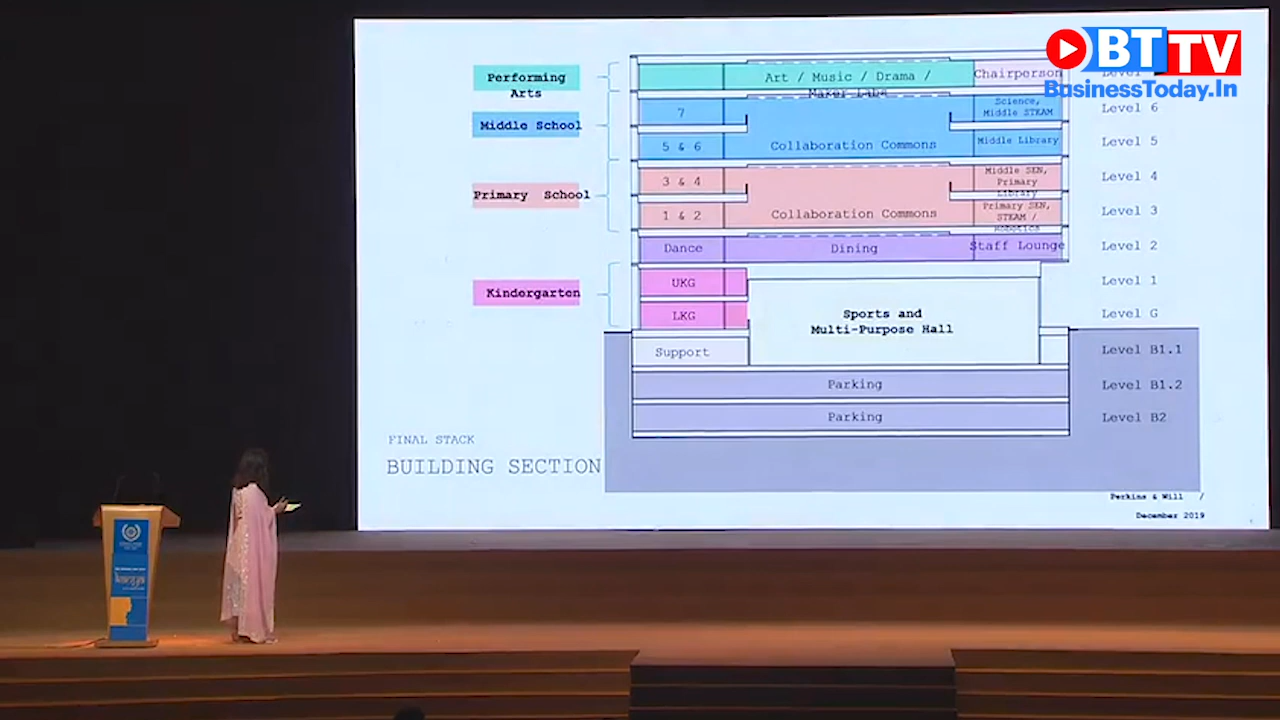 BT TV
BusinessToday.In
Performing
Arts
Middle School
Primary School
Kindergarten
Art / Music / Drama /
Maker Labs
Chairperson
7
Science,
Middle STEAM
Level 6
5 & 6
Collaboration Commons
Middle Library
Level 5
3 & 4
Middle SEN,
Primary
Library
Level 4
1 & 2
Collaboration Commons
Primary SEN,
STEAM /
Robotics
Level 3
Dance
Dining
Staff Lounge
Level 2
UKG
Level 1
LKG
Sports and
Multi-Purpose Hall
Level G
Support
Level B1.1
Parking
Level B1.2
Parking
Level B2
FINAL STACK
BUILDING SECTION
Perkins & Will /
December 2019